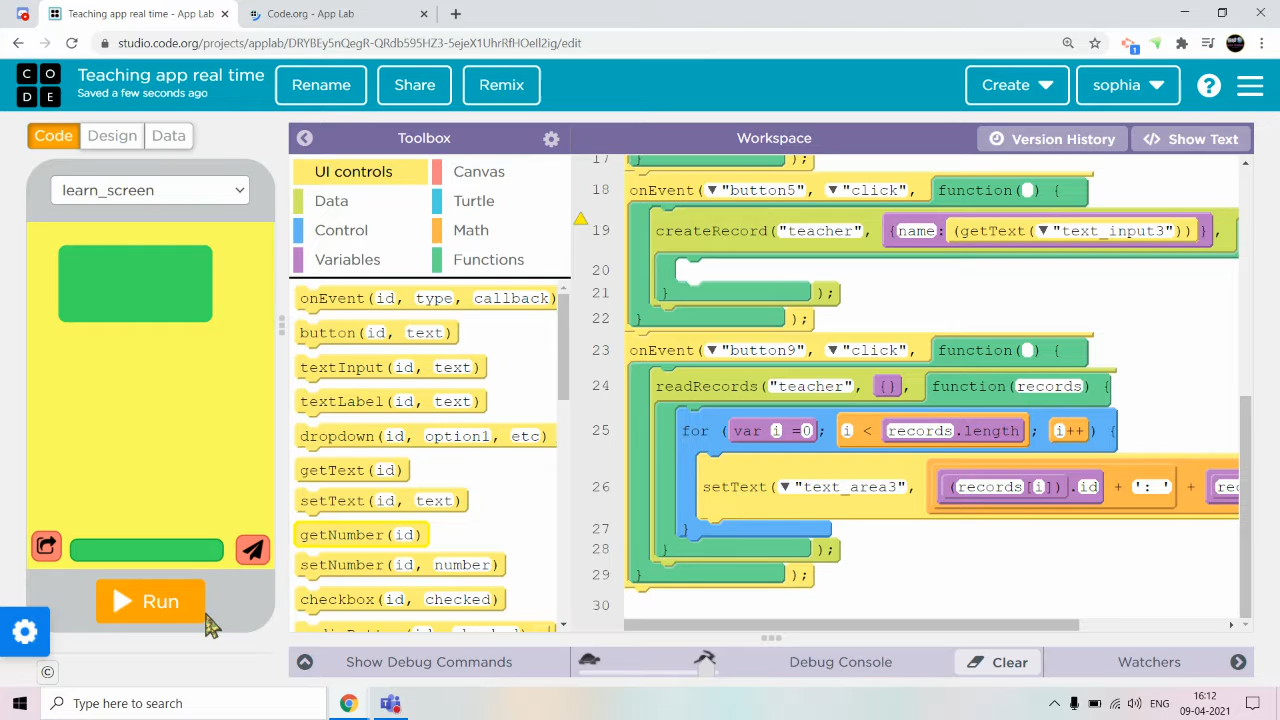 Teaching app real time - App Lab
Code.org - App Lab
studio.code.org/projects/applab/DRYBEy5nQegR-QRdb595HZ3-5ejeX1UhrRfHOell2ig/edit
1
CO
DE
Teaching app real time
Saved a few seconds ago
Rename
Share
Remix
Create
sophia
?
Code
Design
Data
Toolbox
Workspace
Version History
</> Show Text
learn_screen
Run
UI controls
Canvas
Data
Turtle
Control
Math
Variables
Functions
onEvent(id, type, callback)
button(id, text)
textInput(id, text)
textLabel(id, text)
dropdown(id, option1, etc)
getText(id)
setText(id, text)
getNumber(id)
setNumber(id, number)
checkbox(id, checked)
17 } );
18 onEvent(▼"button5", ▼"click", function( ) {
19 createRecord("teacher", {name:(getText(▼"text_input3"))},
20
21 } );
22 } );
23 onEvent(▼"button9", ▼"click", function( ) {
24 readRecords("teacher", {}, function(records) {
25 for (var i =0; i < records.length ; i++) {
26 setText(▼"text_area3", (records[i]).id + ': ' + (rec
27 }
28 } );
29 } );
30
Show Debug Commands
Debug Console
Clear
Watchers
©
Type here to search
ENG
16:12
09-04-2021